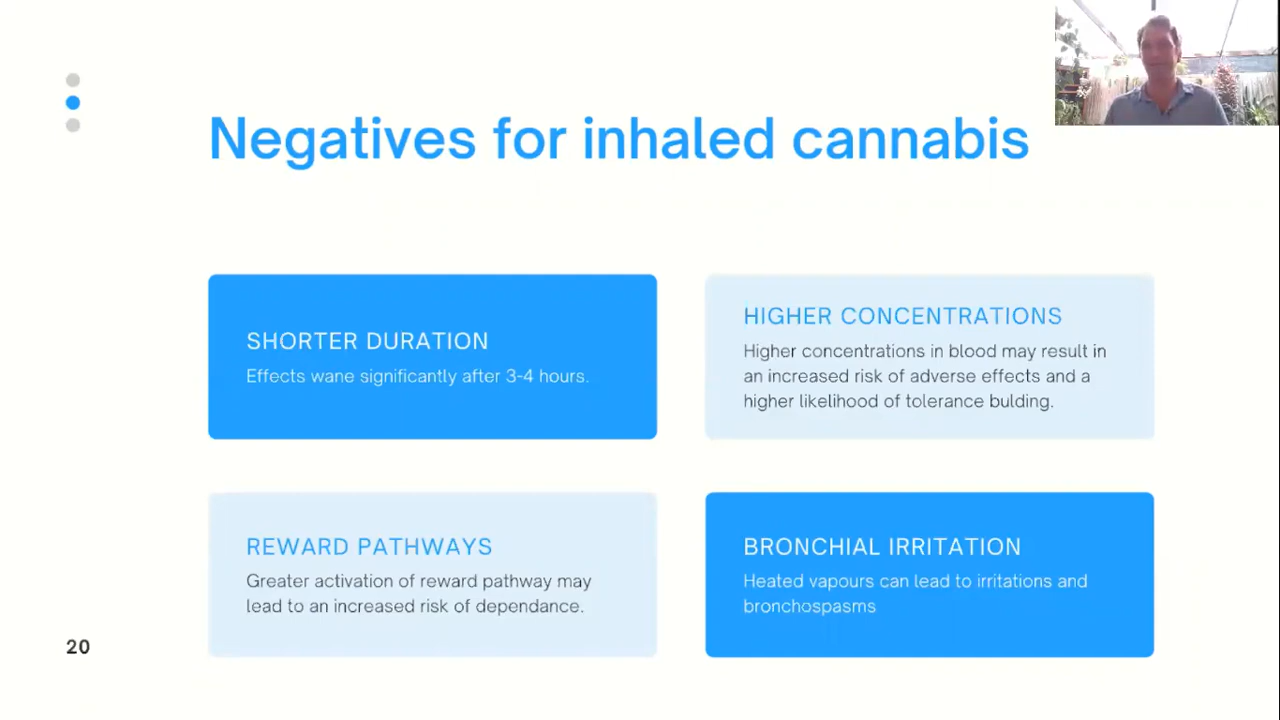 Negatives for inhaled cannabis
SHORTER DURATION
Effects wane significantly after 3-4 hours.
HIGHER CONCENTRATIONS
Higher concentrations in blood may result in
an increased risk of adverse effects and a
higher likelihood of tolerance bulding.
REWARD PATHWAYS
Greater activation of reward pathway may
lead to an increased risk of dependance.
BRONCHIAL IRRITATION
Heated vapours can lead to irritations and
bronchospasms
20